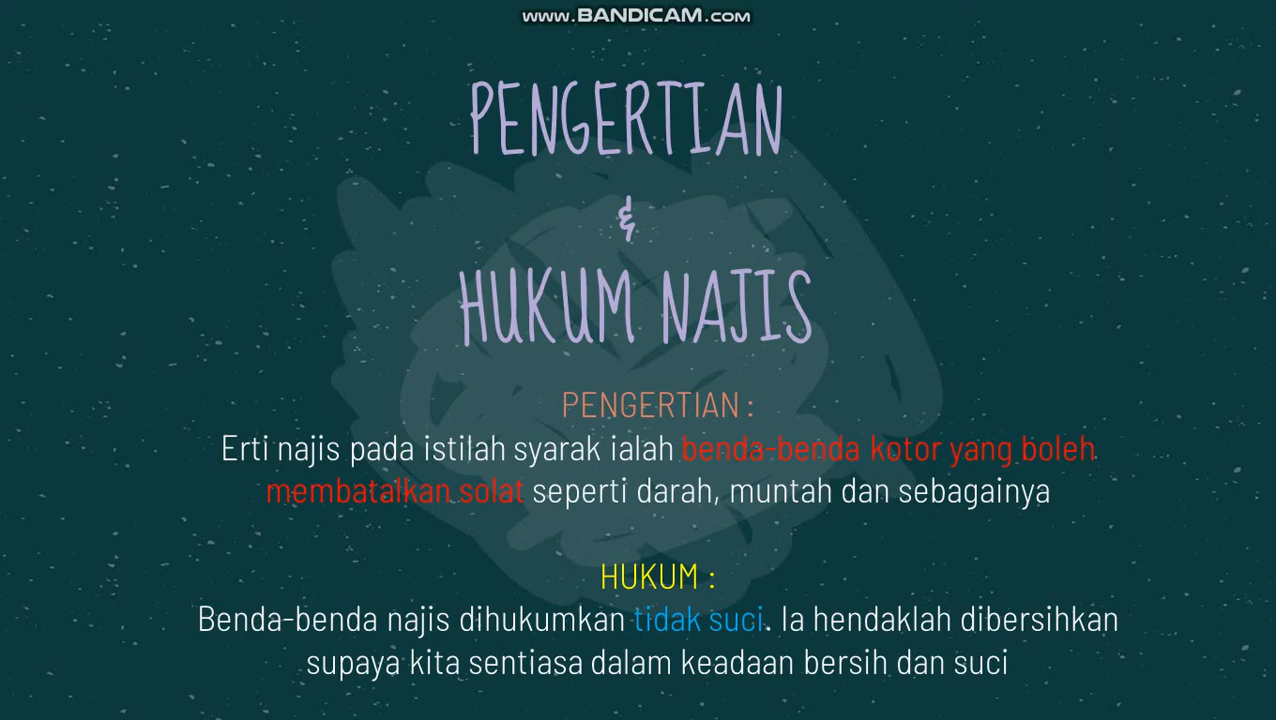 www.BANDICAM.com
PENGERTIAN
&
HUKUM NAJIS
PENGERTIAN :
Erti najis pada istilah syarak ialah benda-benda kotor yang boleh
membatalkan solat seperti darah, muntah dan sebagainya
HUKUM :
Benda-benda najis dihukumkan tidak suci. Ia hendaklah dibersihkan
supaya kita sentiasa dalam keadaan bersih dan suci